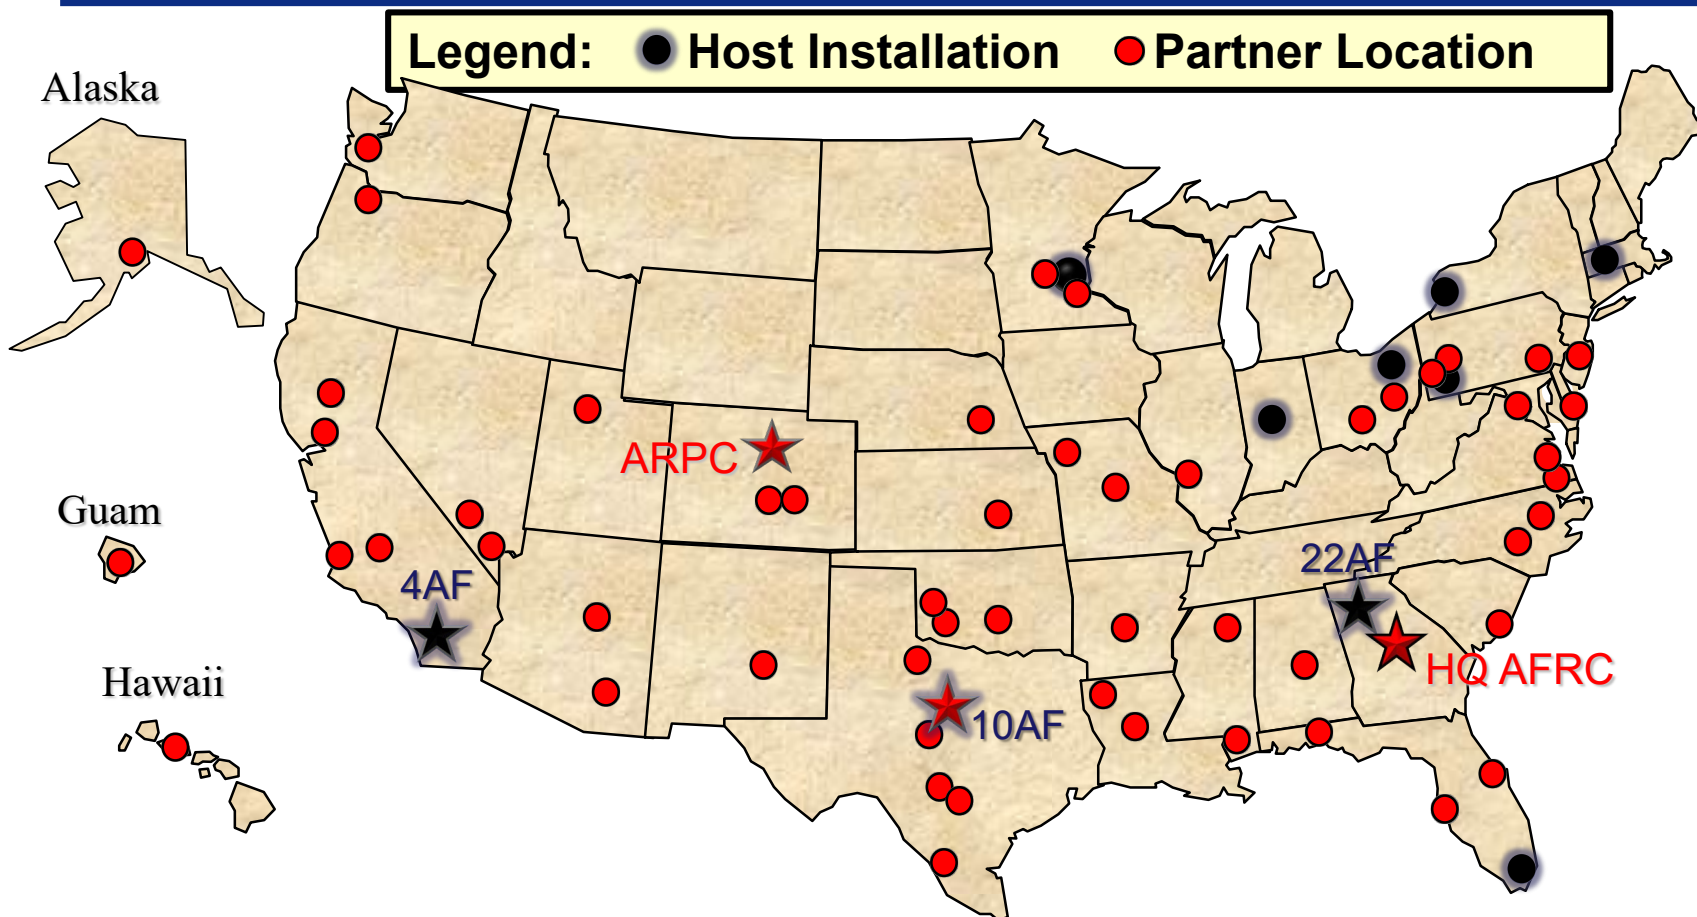 Legend: Host Installation Partner Location
Alaska
ARPC
Guam
22AF
4AF
HQ AFRC
Hawaii
10AF